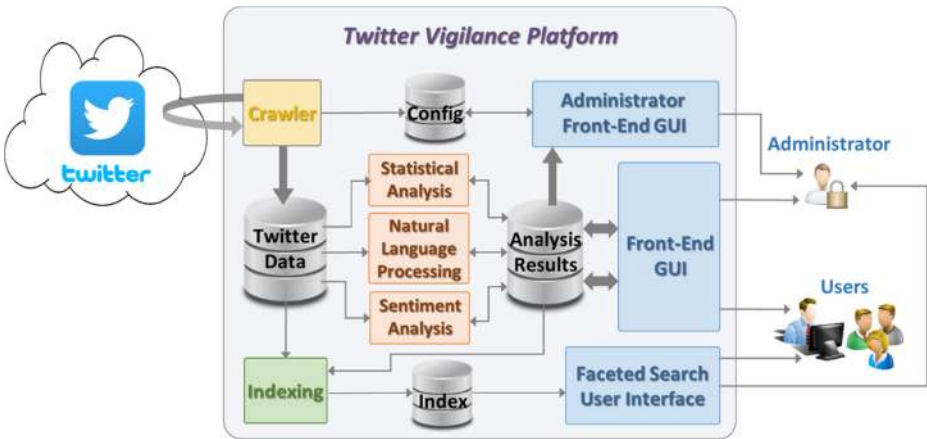 Twitter Vigilance Platform
twitter
Crawler
Config
Administrator
Front-End GUI
Administrator
Statistical
Analysis
Twitter
Data
Natural
Language
Processing
Analysis
Results
Front-End
GUI
Sentiment
Analysis
Users
Indexing
Index
Faceted Search
User Interface